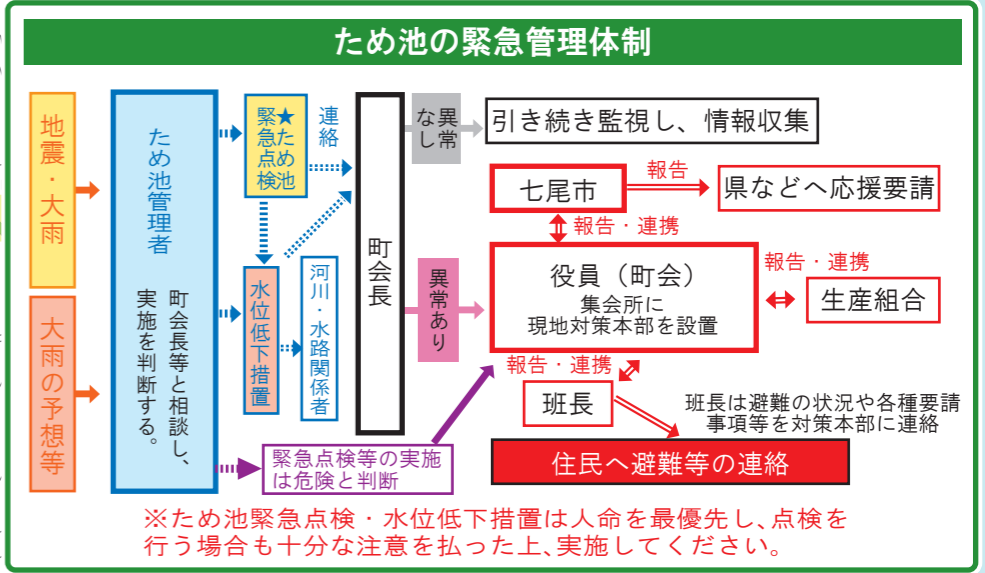 ため池の緊急管理体制
地震・大雨
大雨の予想等
ため池管理者
町会長等と相談し、
実施を判断する。
★ため池
緊急点検
連絡
水位低下措置
河川・水路関係者
緊急点検等の実施
は危険と判断
町会長
異常
なし
引き続き監視し、情報収集
異常あり
七尾市
報告
県などへ応援要請
報告・連携
役員（町会）
集会所に
現地対策本部を設置
報告・連携
生産組合
報告・連携
班長
班長は避難の状況や各種要請
事項等を対策本部に連絡
住民へ避難等の連絡
※ため池緊急点検・水位低下措置は人命を最優先し、点検を
行う場合も十分な注意を払った上、実施してください。